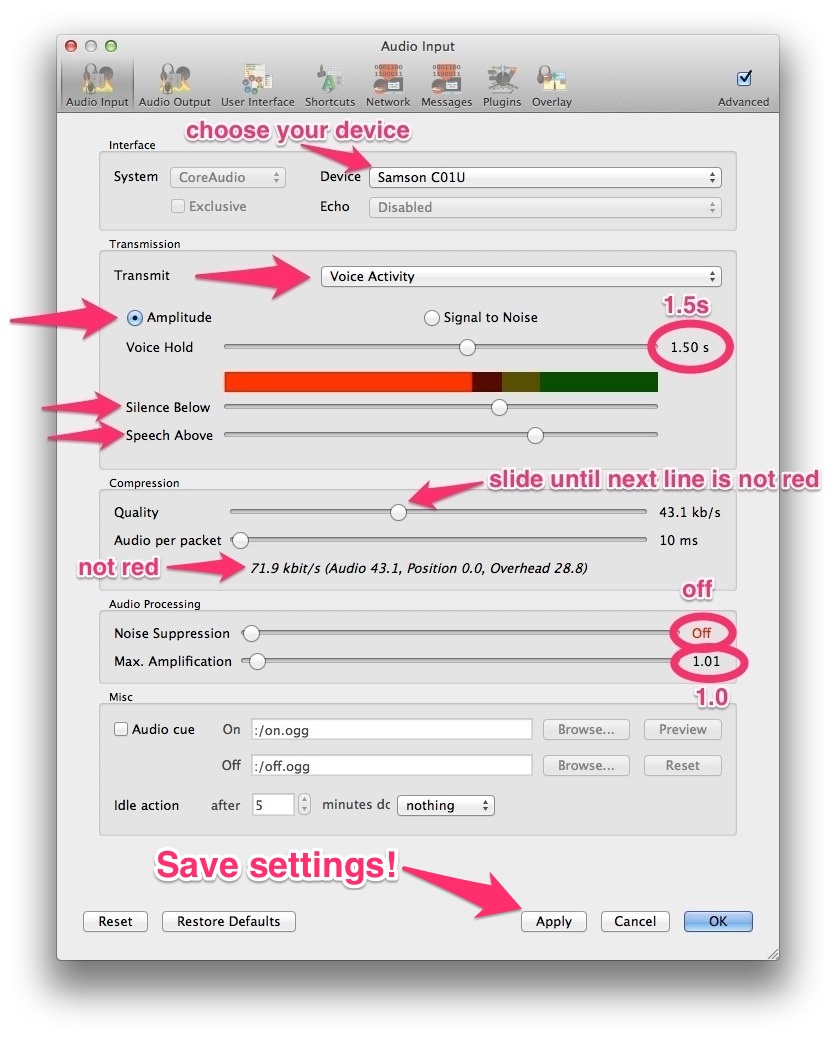 Audio Input
Audio Input Audio Output User Interface Shortcuts Network Messages Plugins Overlay Advanced
choose your device
Interface
System CoreAudio Device Samson C01U
Exclusive Echo Disabled
Transmission
Transmit Voice Activity
1.5s
Amplitude Signal to Noise
Voice Hold 1.50 s
Silence Below
Speech Above
slide until next line is not red
Compression
Quality 43.1 kb/s
Audio per packet 10 ms
not red 71.9 kbit/s (Audio 43.1, Position 0.0, Overhead 28.8)
off
Audio Processing
Noise Suppression Off
Max. Amplification 1.01
1.0
Misc
Audio cue On :/on.ogg Browse... Preview
Off :/off.ogg Browse... Reset
Idle action after 5 minutes dc nothing
Save settings!
Reset Restore Defaults Apply Cancel OK